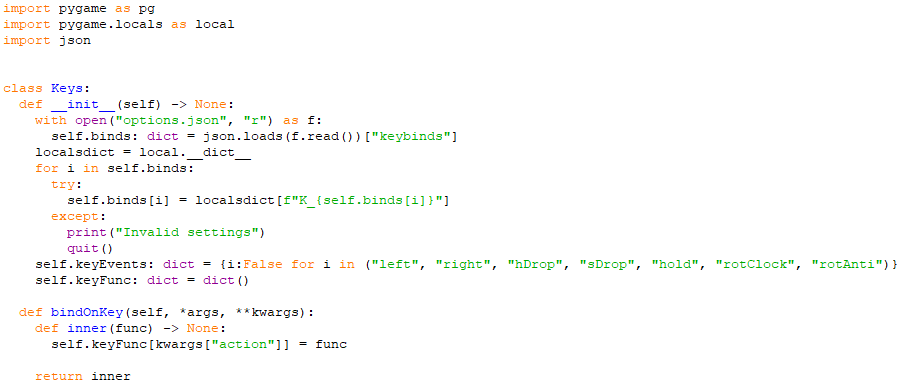 import pygame as pg
import pygame.locals as local
import json
class Keys:
  def __init__(self) -> None:
    with open("options.json", "r") as f:
      self.binds: dict = json.loads(f.read())["keybinds"]
    localsdict = local.__dict__
    for i in self.binds:
      try:
        self.binds[i] = localsdict[f"K_{self.binds[i]}"]
      except:
        print("Invalid settings")
        quit()
    self.keyEvents: dict = {i:False for i in ("left", "right", "hDrop", "sDrop", "hold", "rotClock", "rotAnti")}
    self.keyFunc: dict = dict()
  def bindOnKey(self, *args, **kwargs):
    def inner(func) -> None:
      self.keyFunc[kwargs["action"]] = func
    return inner